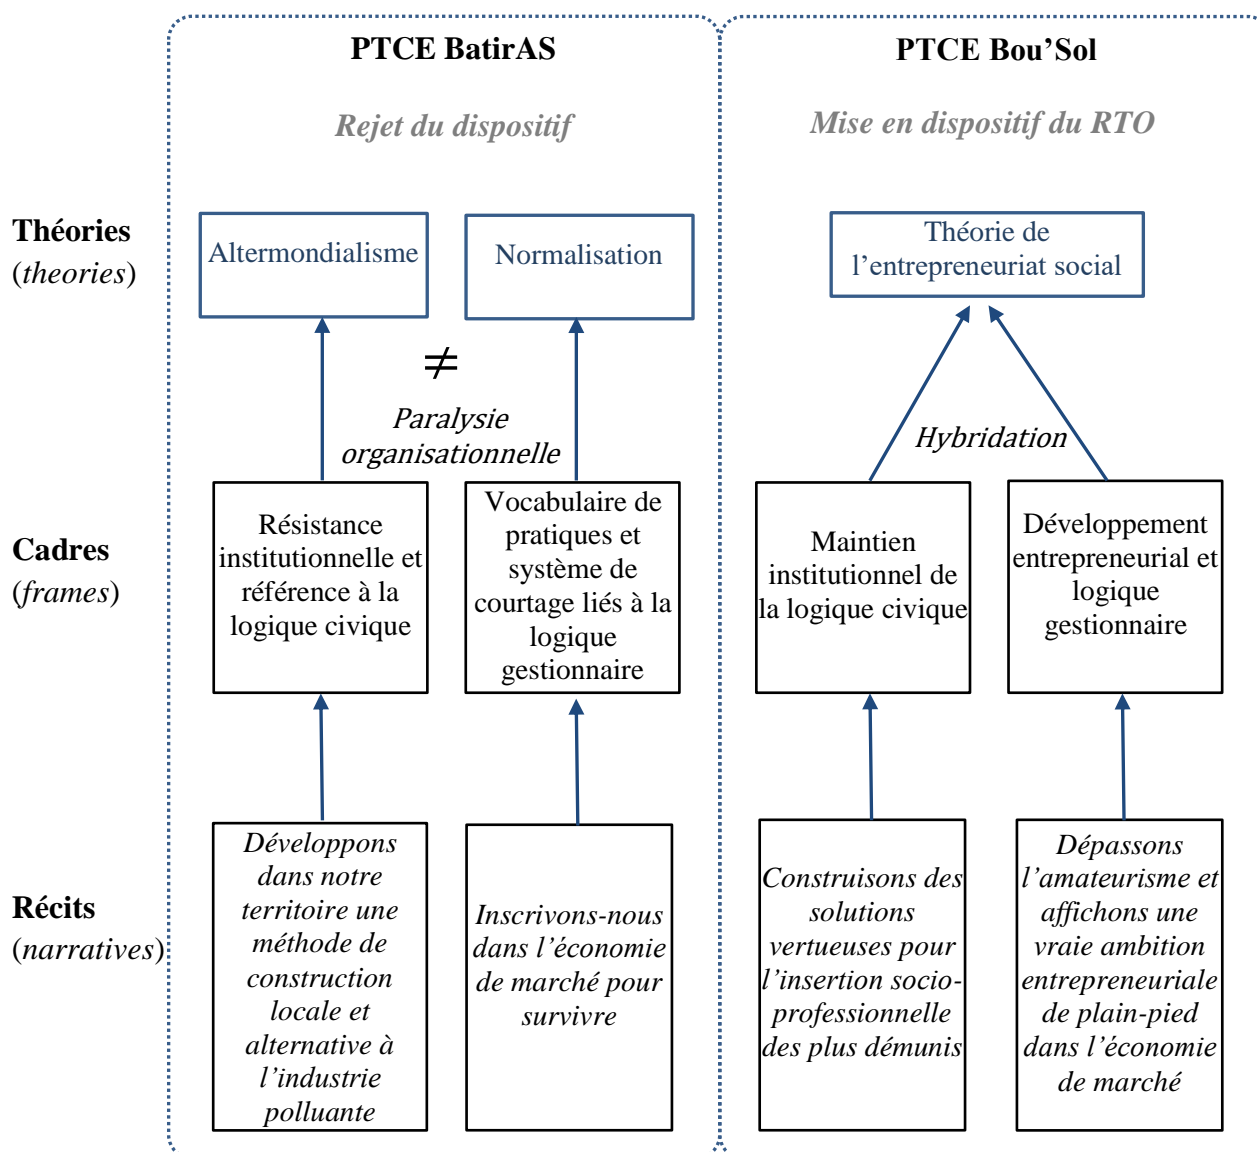 PTCE BatirAS
PTCE Bou’Sol
Rejet du dispositif
Mise en dispositif du RTO
Théories
(theories)
Altermondialisme
Normalisation
Théorie de
l’entrepreneuriat social
≠
Paralysie
organisationnelle
Hybridation
Cadres
(frames)
Résistance
institutionnelle et
référence à la
logique civique
Vocabulaire de
pratiques et
système de
courtage liés à la
logique
gestionnaire
Maintien
institutionnel de
la logique civique
Développement
entrepreneurial et
logique
gestionnaire
Récits
(narratives)
Développons
dans notre
territoire une
méthode de
construction
locale et
alternative à
l’industrie
polluante
Inscrivons-nous
dans l’économie
de marché pour
survivre
Construisons des
solutions
vertueuses pour
l’insertion socio-
professionnelle
des plus démunis
Dépassons
l’amateurisme et
affichons une
vraie ambition
entrepreneuriale
de plain-pied
dans l’économie
de marché